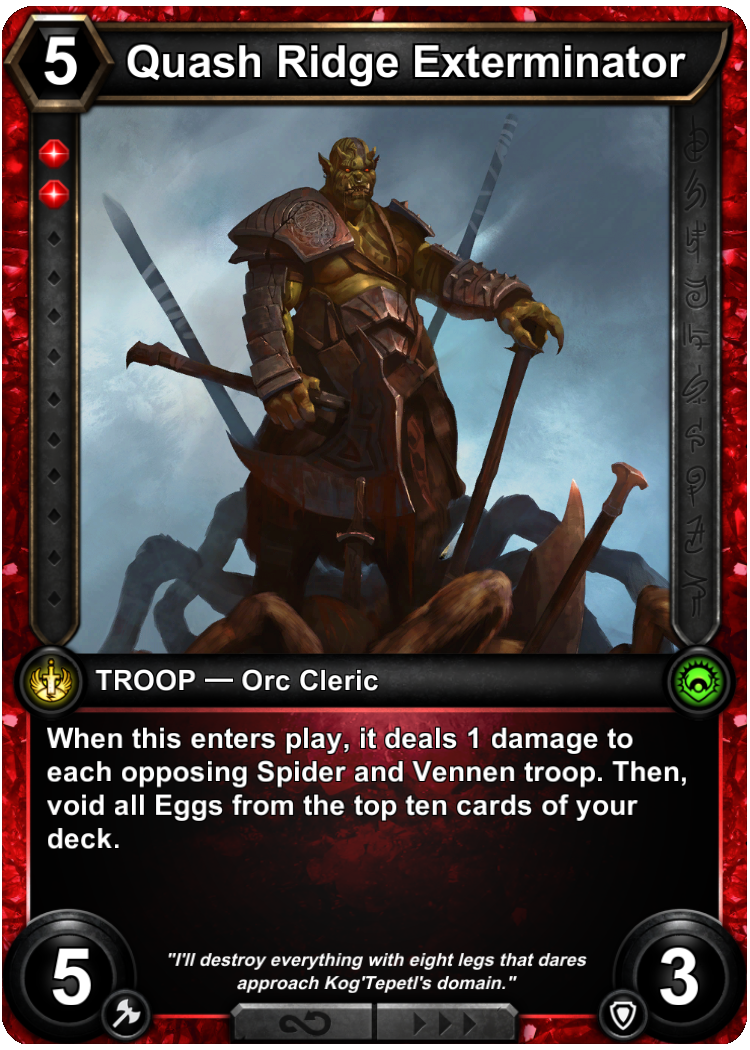 5
Quash Ridge Exterminator
TROOP — Orc Cleric
When this enters play, it deals 1 damage to
each opposing Spider and Vennen troop. Then,
void all Eggs from the top ten cards of your
deck.
"I'll destroy everything with eight legs that dares
approach Kog'Tepetl's domain."
5
3